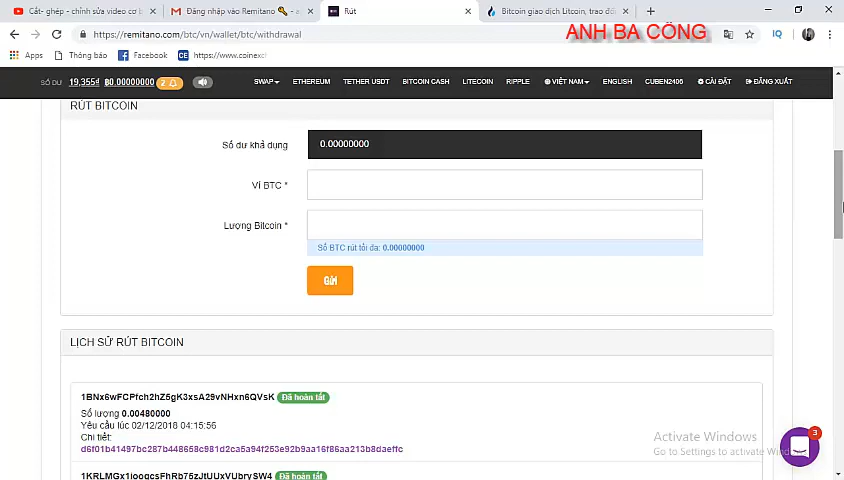 Cắt- ghép - chỉnh sửa video cơ b
Đăng nhập vào Remitano 🔑 - a
Rút
Bitcoin giao dịch Litcoin, trao đổi
https://remitano.com/btc/vn/wallet/btc/withdrawal
ANH BA CÔNG
Apps
Thông báo
Facebook
https://www.coinexc
SỐ DƯ 19,355₫ ฿0.00000000 2
SWAP
ETHEREUM
TETHER USDT
BITCOIN CASH
LITECOIN
RIPPLE
VIỆT NAM
ENGLISH
CUBEN2406
CÀI ĐẶT
ĐĂNG XUẤT
RÚT BITCOIN
Số dư khả dụng 0.00000000
Ví BTC *
Lượng Bitcoin *
Số BTC rút tối đa: 0.00000000
Gửi
LỊCH SỬ RÚT BITCOIN
1BNx6wFCPfch2hZ5gK3xsA29vNHxn6QVsK Đã hoàn tất
Số lượng 0.00480000
Yêu cầu lúc 02/12/2018 04:15:56
Chi tiết:
d6f01b41497bc287b448658c981d2ca5a94f253e92b9aa16f86aa213b8daeffc
Đã hoàn tất
Activate Windows
Go to Settings to activate
3